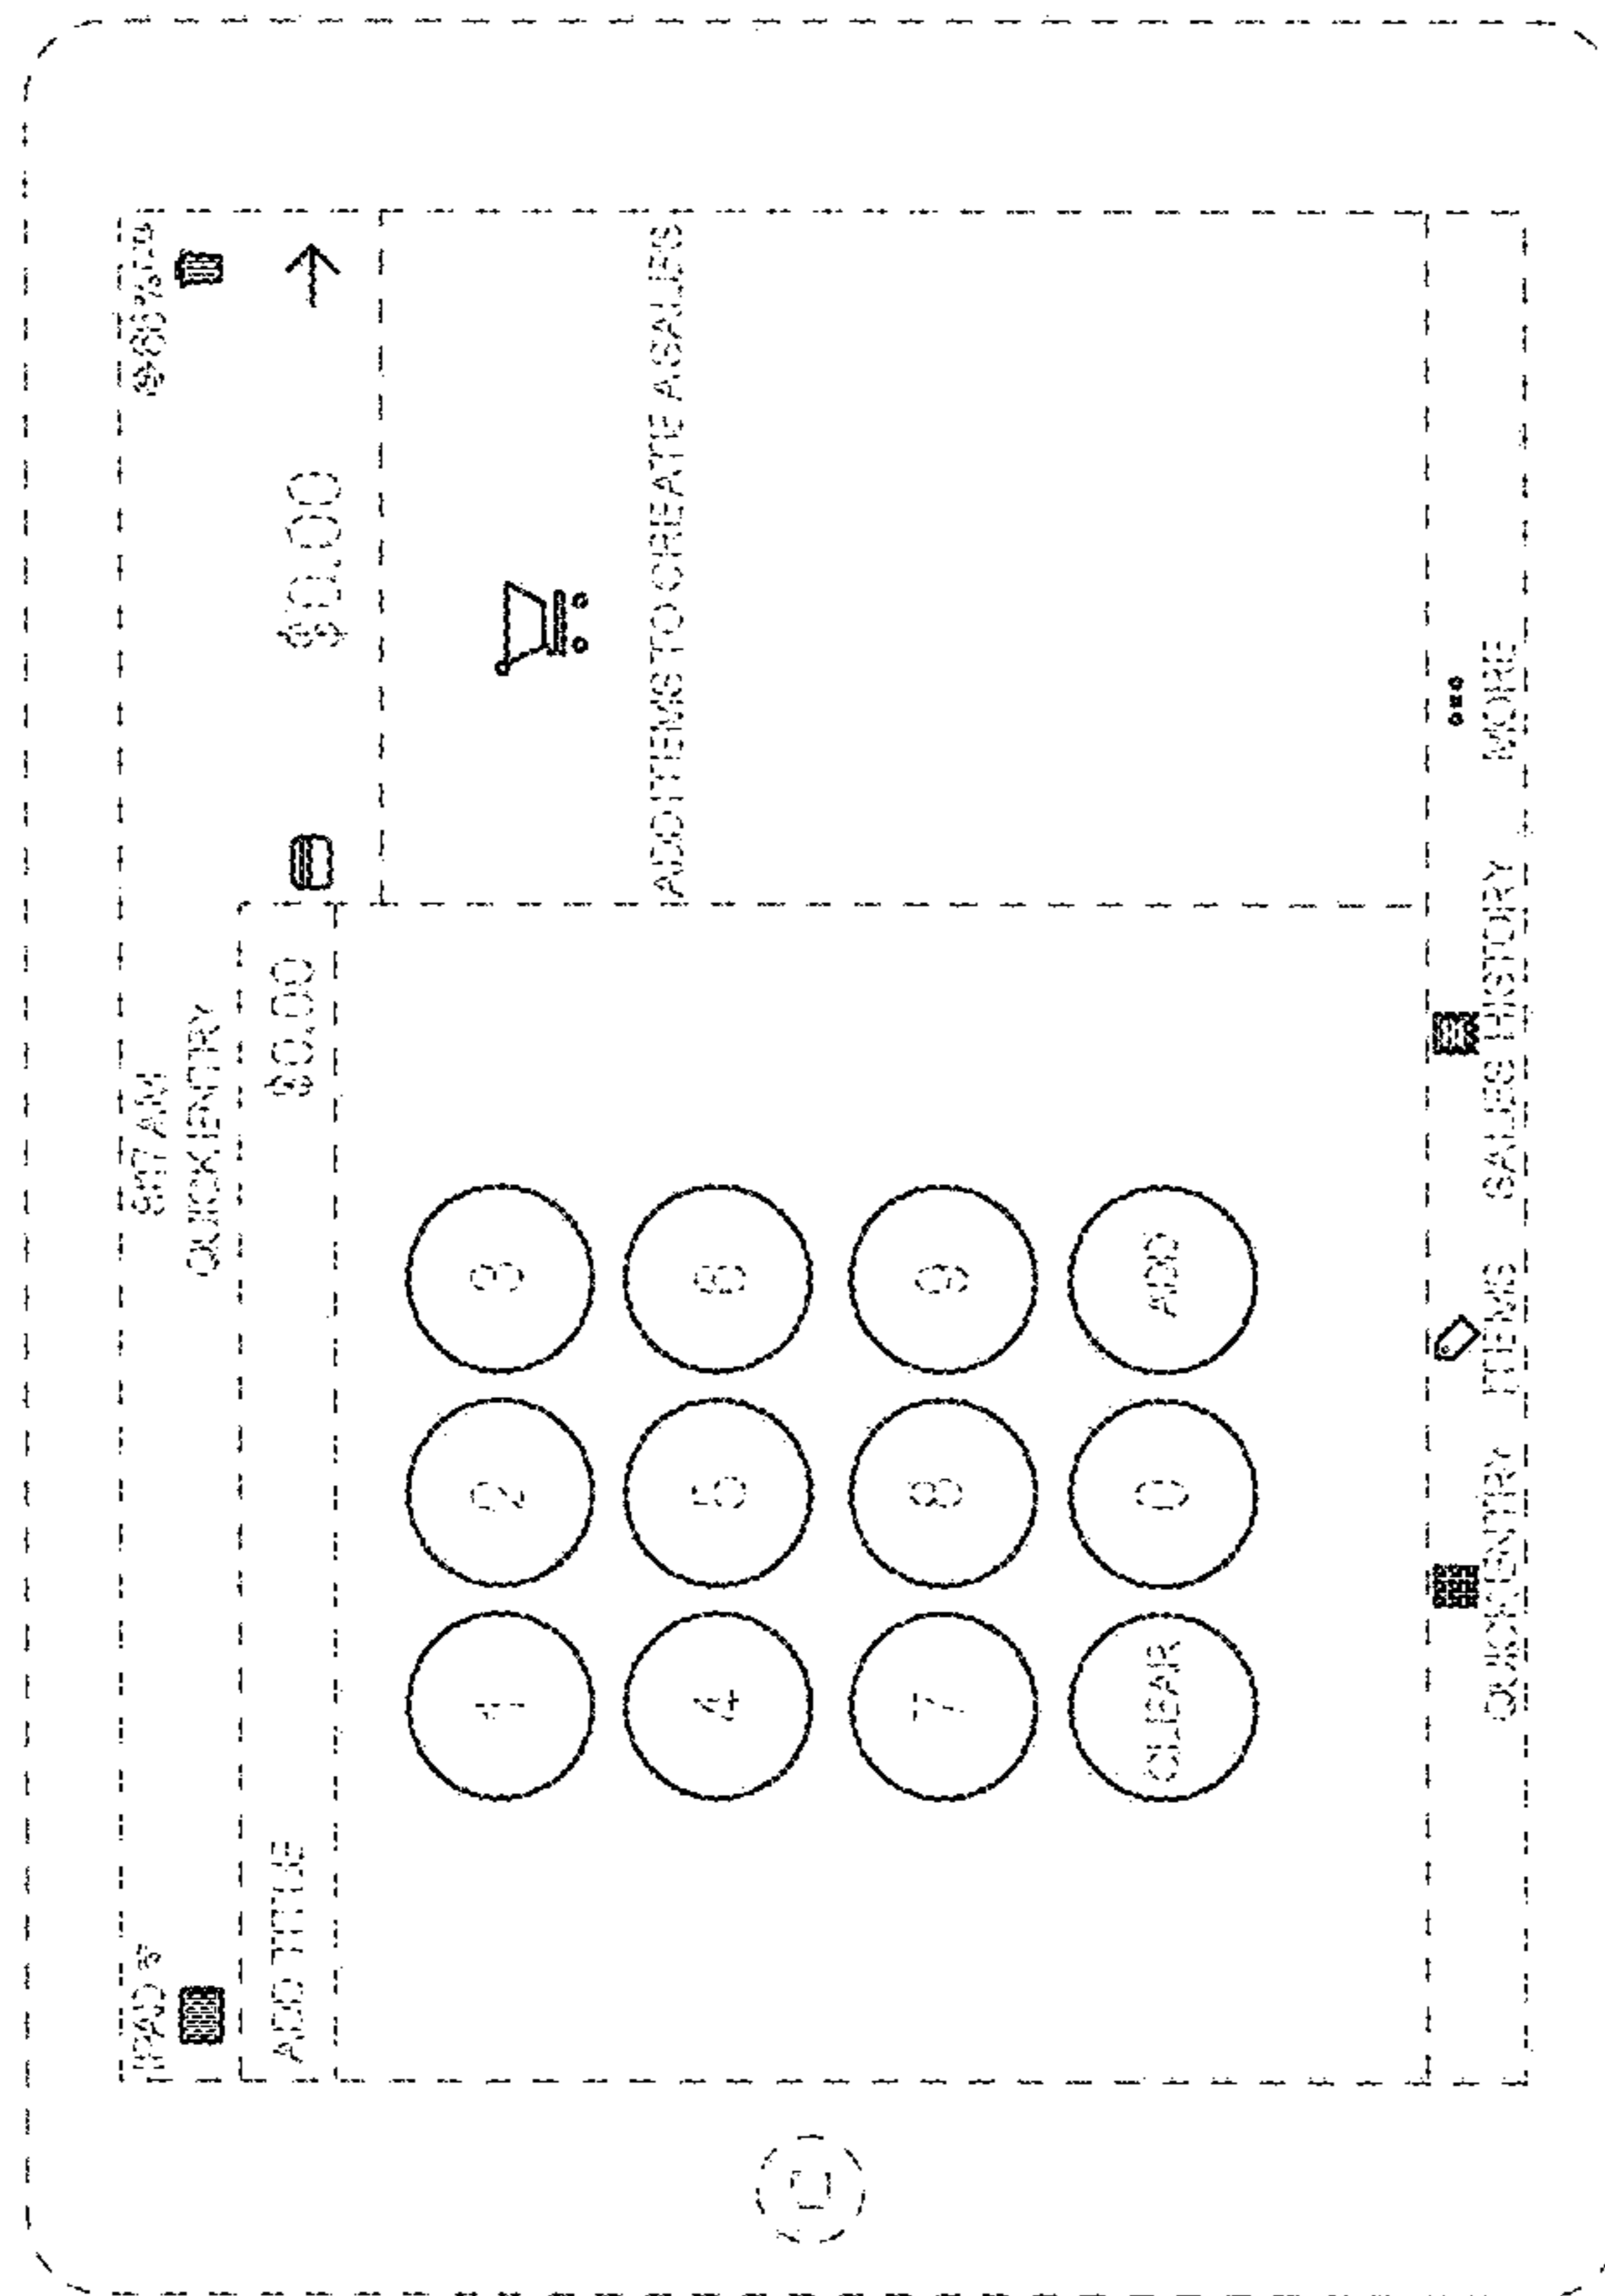 IPAD 9:17 AM
QUICK ENTRY
ADD TITLE $0.00 $0.00
ADD ITEMS TO CREATE A SALES
1 2 3
4 5 6
7 8 9
CLEAR 0 ADD
QUICK ENTRY ITEMS SALES HISTORY MORE